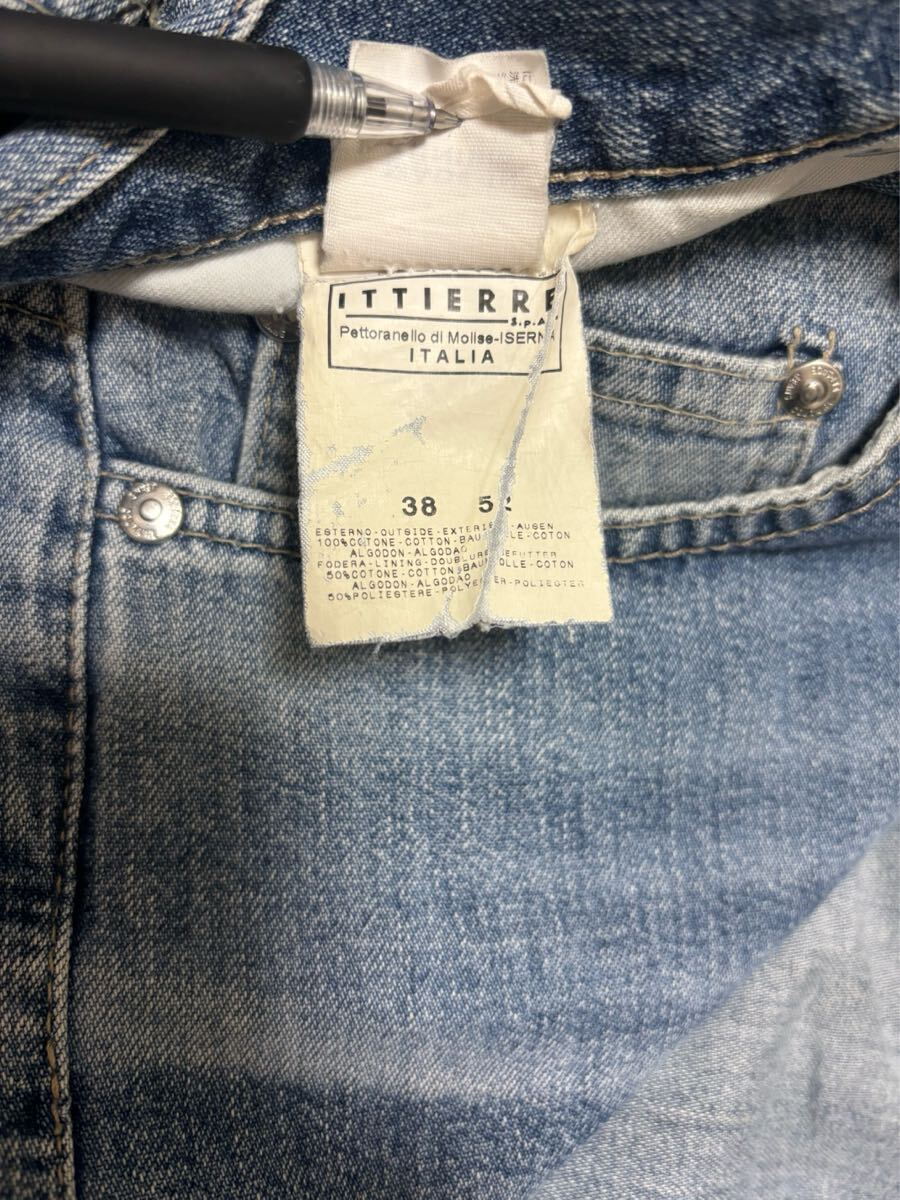 ITTIERRE
S.p.A.
Pettoranello di Molise-ISERNIA
ITALIA
38 52
ESTERNO-OUTSIDE-EXTERIEUR-AUSEN
100%COTONE-COTTON-BAUMWOLLE-COTON
ALGODON-ALGODAO
FODERA-LINING-DOUBLURE-FUTTER
50%COTONE-COTTON-BAUMWOLLE-COTON
ALGODON-ALGODAO
50%POLIESTERE-POLYESTER-POLIESTER